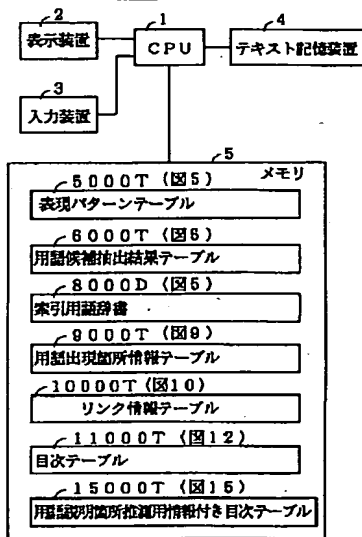 2
表示装置
1
CPU
4
テキスト記憶装置
3
入力装置
5
メモリ
5000T (図5)
表現パターンテーブル
6000T (図6)
用語候補抽出結果テーブル
8000D (図5)
索引用語辞書
9000T (図9)
用語出現箇所情報テーブル
10000T (図10)
リンク情報テーブル
11000T (図12)
目次テーブル
15000T (図15)
用語説明箇所推測用情報付き目次テーブル